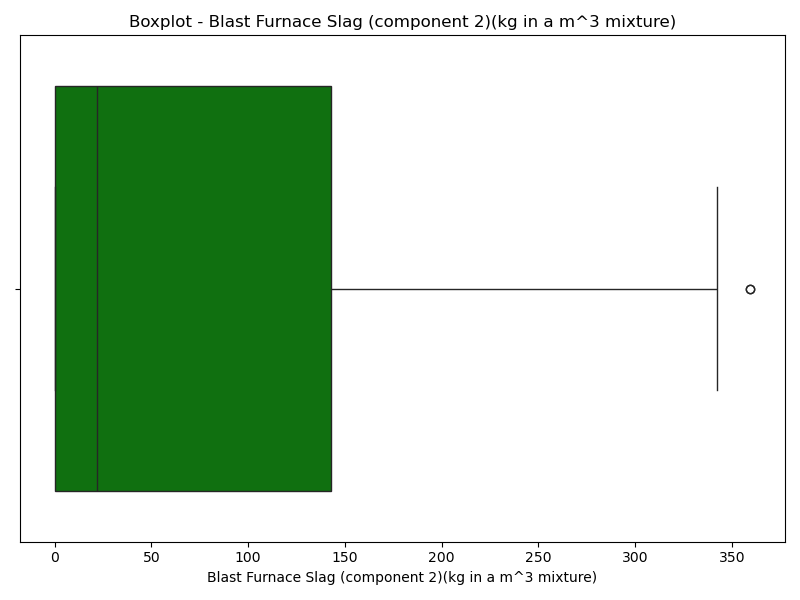 Boxplot - Blast Furnace Slag (component 2)(kg in a m^3 mixture)
0 50 100 150 200 250 300 350
Blast Furnace Slag (component 2)(kg in a m^3 mixture)